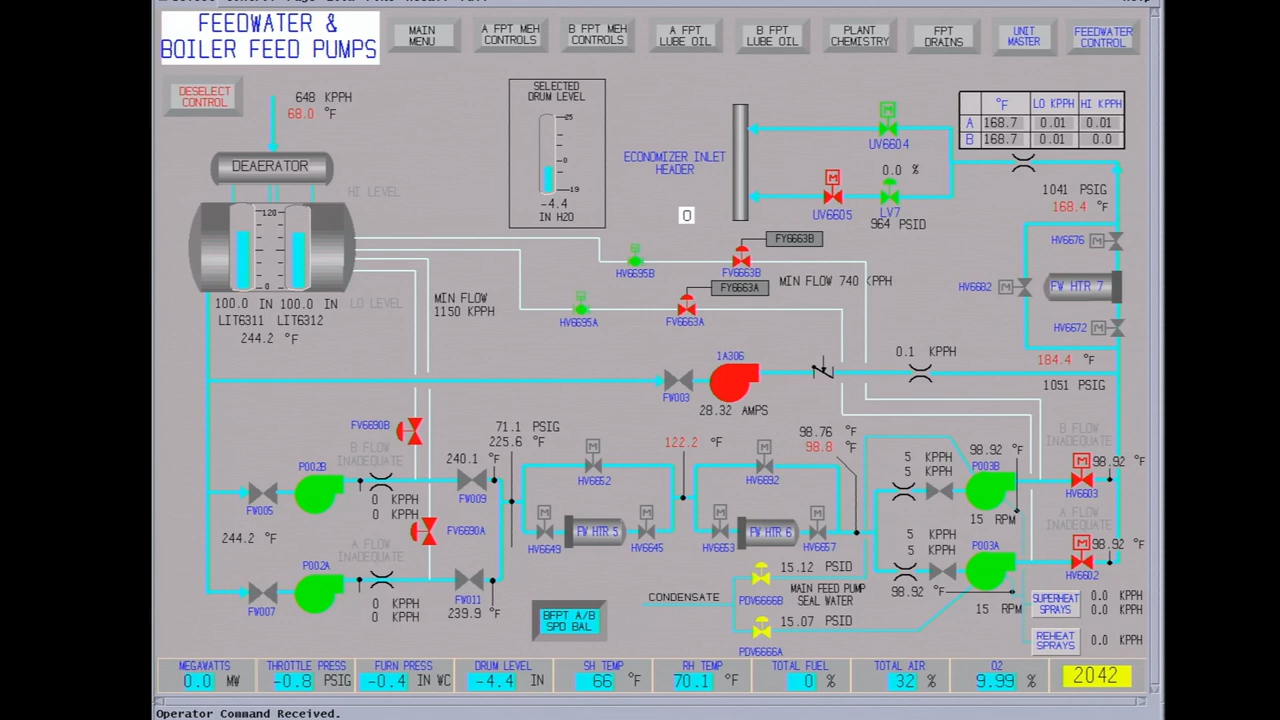 FEEDWATER &
BOILER FEED PUMPS
MAIN
MENU
A FPT MEH
CONTROLS
B FPT MEH
CONTROLS
A FPT
LUBE OIL
B FPT
LUBE OIL
PLANT
CHEMISTRY
FPT
DRAINS
UNIT
MASTER
FEEDWATER
CONTROL
DESELECT
CONTROL
648 KPPH
68.0 °F
DEAERATOR
HI LEVEL
120
0
LO LEVEL
100.0 IN 100.0 IN
LIT6311 LIT6312
244.2 °F
SELECTED
DRUM LEVEL
25
0
-19
-4.4
IN H2O
ECONOMIZER INLET
HEADER
0
M
UV6604
M
UV6605
0.0 %
LV7
964 PSID
°F LO KPPH HI KPPH
A 168.7 0.01 0.01
B 168.7 0.01 0.0
1041 PSIG
168.4 °F
HV6676 M
HV6682 M
FW HTR 7
HV6672 M
184.4 °F
1051 PSIG
HV6695B
FV6663B
FY6663B
MIN FLOW 740 KPPH
HV6695A
FV6663A
FY6663A
MIN FLOW
1150 KPPH
1A306
FW003
28.32 AMPS
0.1 KPPH
FV6690B
B FLOW
INADEQUATE
P002B
FW005
0 KPPH
0 KPPH
240.1 °F
FW009
71.1 PSIG
225.6 °F
244.2 °F
FV6690A
A FLOW
INADEQUATE
P002A
FW007
0 KPPH
0 KPPH
FW011
239.9 °F
M
HV6652
M
HV6649
FW HTR 5
M
HV6645
122.2 °F
M
HV6692
M
HV6653
FW HTR 6
M
HV6657
98.76 °F
98.8 °F
5 KPPH
5 KPPH
98.92 °F
P003B
15 RPM
B FLOW
INADEQUATE
M 98.92 °F
HV6603
A FLOW
INADEQUATE
5 KPPH
5 KPPH
P003A
98.92 °F
15 RPM
M 98.92 °F
HV6602
CONDENSATE
15.12 PSID
PDV6666B
MAIN FEED PUMP
SEAL WATER
15.07 PSID
PDV6666A
BFPT A/B
SPD BAL
SUPERHEAT
SPRAYS
0.0 KPPH
0.0 KPPH
REHEAT
SPRAYS
0.0 KPPH
MEGAWATTS
0.0 MW
THROTTLE PRESS
-0.8 PSIG
FURN PRESS
-0.4 IN WC
DRUM LEVEL
-4.4 IN
SH TEMP
66 °F
RH TEMP
70.1 °F
TOTAL FUEL
0 %
TOTAL AIR
32 %
O2
9.99 %
2042
Operator Command Received.